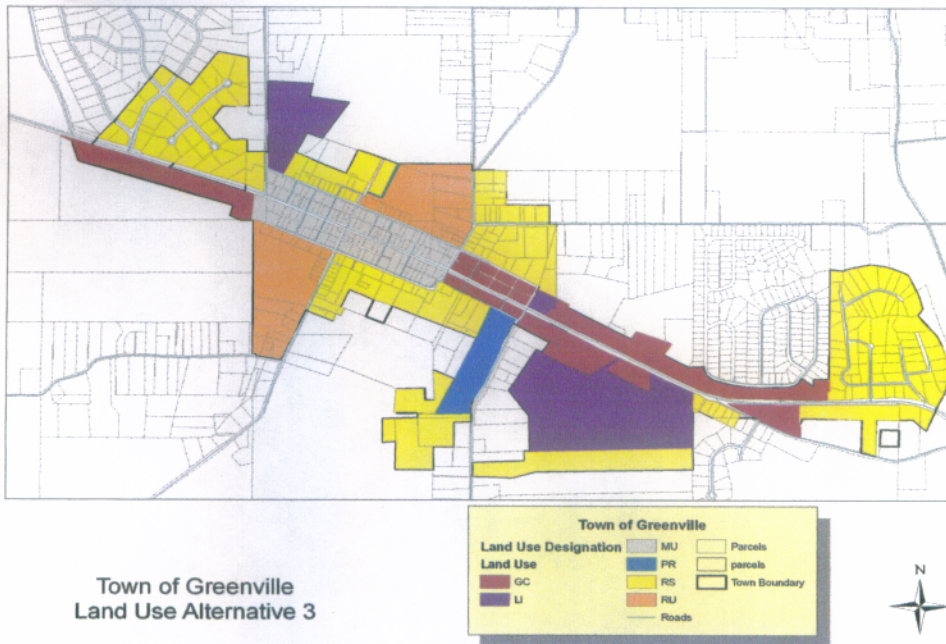 Town of Greenville
Land Use Alternative 3
Town of Greenville
Land Use Designation
Land Use
GC
LI
MU
PR
RS
RU
Roads
Parcels
parcels
Town Boundary
N